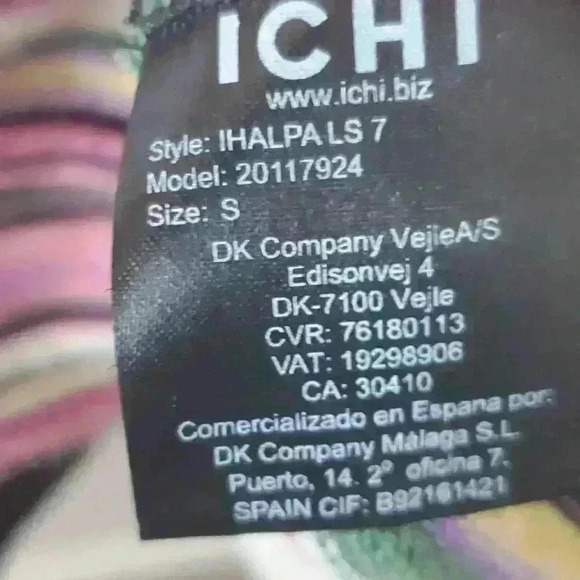 ICHI
www.ichi.biz
Style: IHALPA LS 7
Model: 20117924
Size: S
DK Company VejleA/S
Edisonvej 4
DK-7100 Vejle
CVR: 76180113
VAT: 19298906
CA: 30410
Comercializado en Espana por:
DK Company Málaga S.L.
Puerto, 14. 2º oficina 7.
SPAIN CIF: B92161421